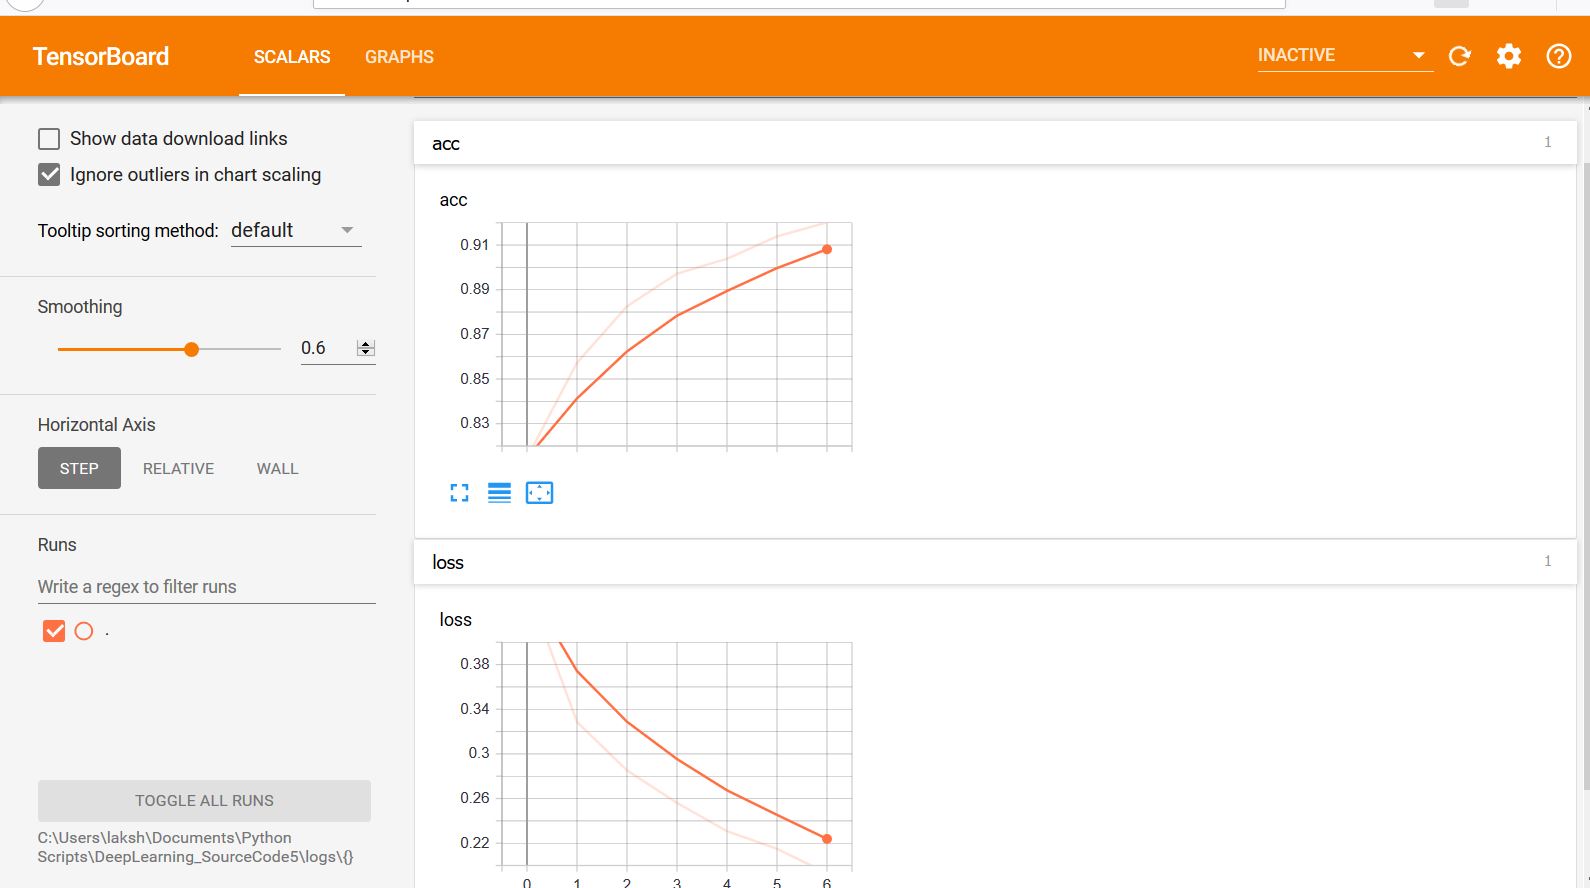 TensorBoard SCALARS GRAPHS INACTIVE
Show data download links
Ignore outliers in chart scaling
Tooltip sorting method: default
Smoothing
0.6
Horizontal Axis
STEP RELATIVE WALL
Runs
Write a regex to filter runs
.
TOGGLE ALL RUNS
C:\Users\laksh\Documents\Python
Scripts\DeepLearning_SourceCode5\logs\{}
acc 1
acc
0.91
0.89
0.87
0.85
0.83
loss 1
loss
0.38
0.34
0.3
0.26
0.22
0 1 2 3 4 5 6